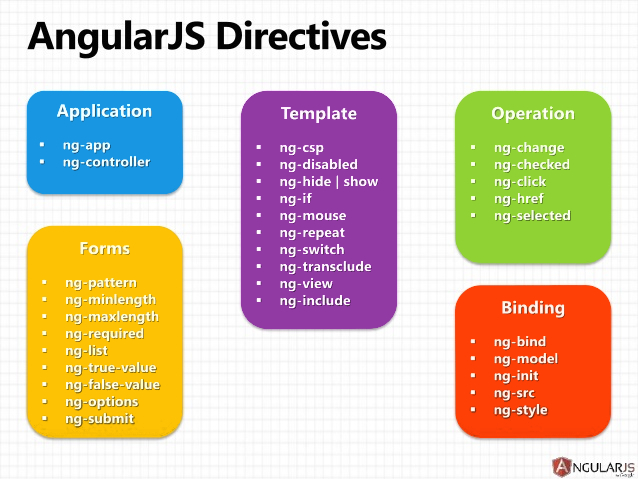 AngularJS Directives
Application
▪ ng-app
▪ ng-controller
Forms
▪ ng-pattern
▪ ng-minlength
▪ ng-maxlength
▪ ng-required
▪ ng-list
▪ ng-true-value
▪ ng-false-value
▪ ng-options
▪ ng-submit
Template
▪ ng-csp
▪ ng-disabled
▪ ng-hide | show
▪ ng-if
▪ ng-mouse
▪ ng-repeat
▪ ng-switch
▪ ng-transclude
▪ ng-view
▪ ng-include
Operation
▪ ng-change
▪ ng-checked
▪ ng-click
▪ ng-href
▪ ng-selected
Binding
▪ ng-bind
▪ ng-model
▪ ng-init
▪ ng-src
▪ ng-style
ANGULARJS